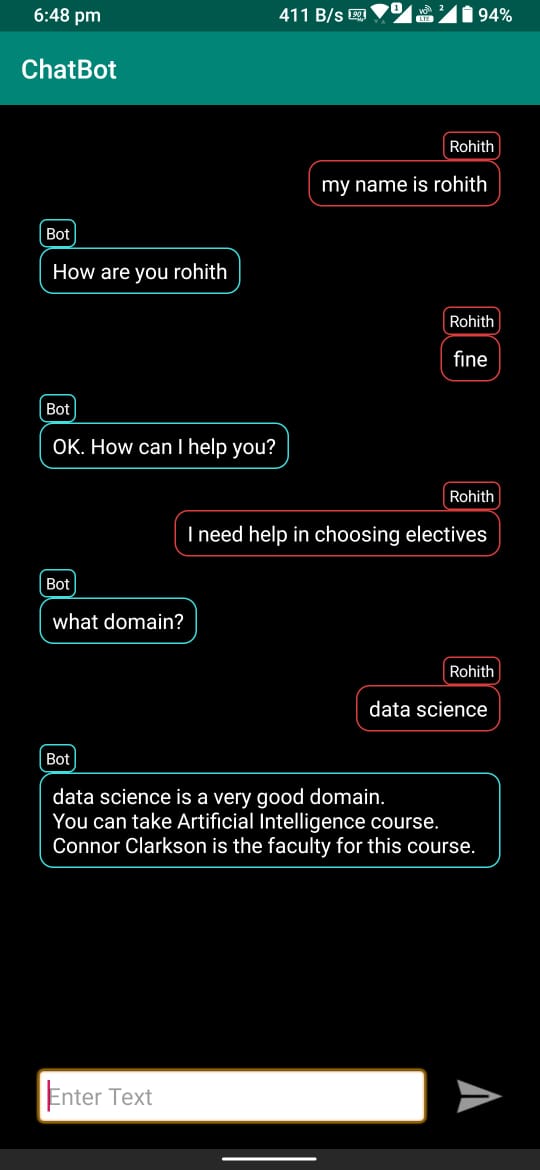 6:48 pm 411 B/s 94%
ChatBot
Rohith
my name is rohith
Bot
How are you rohith
Rohith
fine
Bot
OK. How can I help you?
Rohith
I need help in choosing electives
Bot
what domain?
Rohith
data science
Bot
data science is a very good domain.
You can take Artificial Intelligence course.
Connor Clarkson is the faculty for this course.
Enter Text